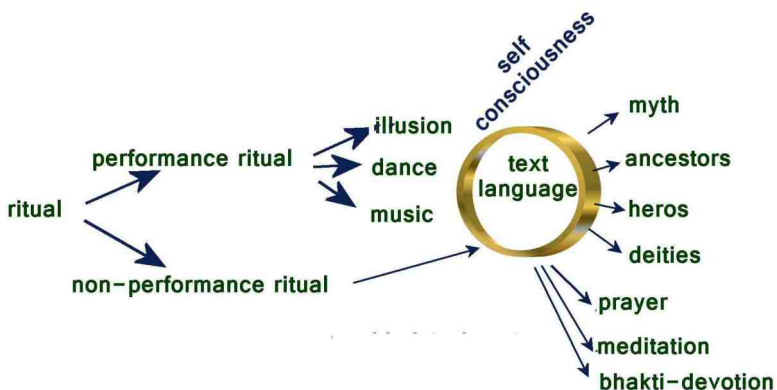 self
consciousness
illusion
myth
performance ritual
dance
text
language
ancestors
ritual
music
heros
deities
non-performance ritual
prayer
meditation
bhakti-devotion